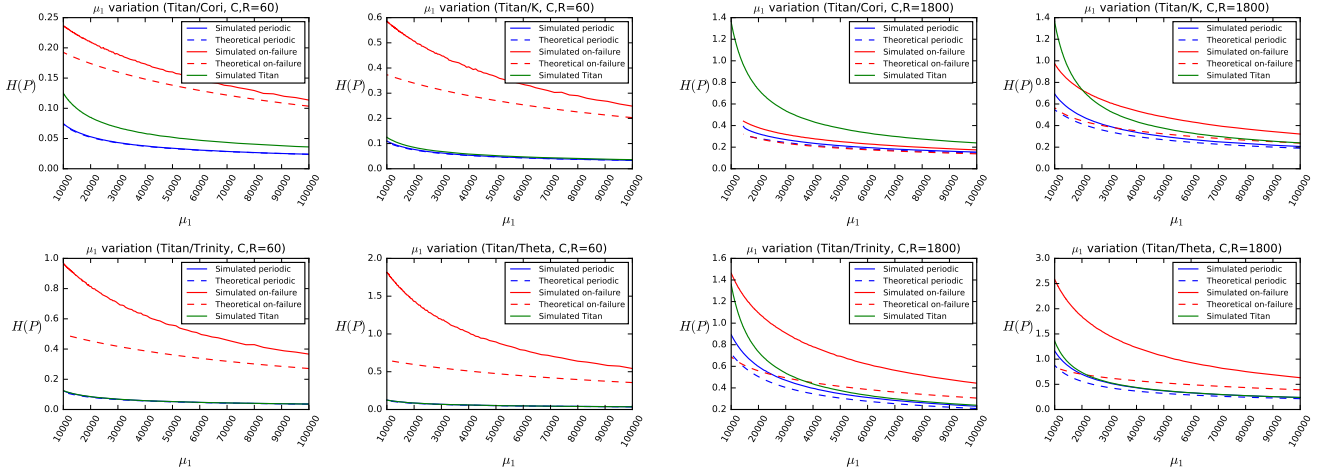 μ₁ variation (Titan/Cori, C,R=60)
0.25
0.20
0.15
0.10
0.05
0.00
H(P)
Simulated periodic
Theoretical periodic
Simulated on-failure
Theoretical on-failure
Simulated Titan
10000
20000
30000
40000
50000
60000
70000
80000
90000
100000
μ₁
μ₁ variation (Titan/K, C,R=60)
0.6
0.5
0.4
0.3
0.2
0.1
0.0
H(P)
Simulated periodic
Theoretical periodic
Simulated on-failure
Theoretical on-failure
Simulated Titan
10000
20000
30000
40000
50000
60000
70000
80000
90000
100000
μ₁
μ₁ variation (Titan/Cori, C,R=1800)
1.4
1.2
1.0
0.8
0.6
0.4
0.2
0.0
H(P)
Simulated periodic
Theoretical periodic
Simulated on-failure
Theoretical on-failure
Simulated Titan
10000
20000
30000
40000
50000
60000
70000
80000
90000
100000
μ₁
μ₁ variation (Titan/K, C,R=1800)
1.4
1.2
1.0
0.8
0.6
0.4
0.2
0.0
H(P)
Simulated periodic
Theoretical periodic
Simulated on-failure
Theoretical on-failure
Simulated Titan
10000
20000
30000
40000
50000
60000
70000
80000
90000
100000
μ₁
μ₁ variation (Titan/Trinity, C,R=60)
1.0
0.8
0.6
0.4
0.2
0.0
H(P)
Simulated periodic
Theoretical periodic
Simulated on-failure
Theoretical on-failure
Simulated Titan
10000
20000
30000
40000
50000
60000
70000
80000
90000
100000
μ₁
μ₁ variation (Titan/Theta, C,R=60)
2.0
1.5
1.0
0.5
0.0
H(P)
Simulated periodic
Theoretical periodic
Simulated on-failure
Theoretical on-failure
Simulated Titan
10000
20000
30000
40000
50000
60000
70000
80000
90000
100000
μ₁
μ₁ variation (Titan/Trinity, C,R=1800)
1.6
1.4
1.2
1.0
0.8
0.6
0.4
0.2
H(P)
Simulated periodic
Theoretical periodic
Simulated on-failure
Theoretical on-failure
Simulated Titan
10000
20000
30000
40000
50000
60000
70000
80000
90000
100000
μ₁
μ₁ variation (Titan/Theta, C,R=1800)
3.0
2.5
2.0
1.5
1.0
0.5
0.0
H(P)
Simulated periodic
Theoretical periodic
Simulated on-failure
Theoretical on-failure
Simulated Titan
10000
20000
30000
40000
50000
60000
70000
80000
90000
100000
μ₁